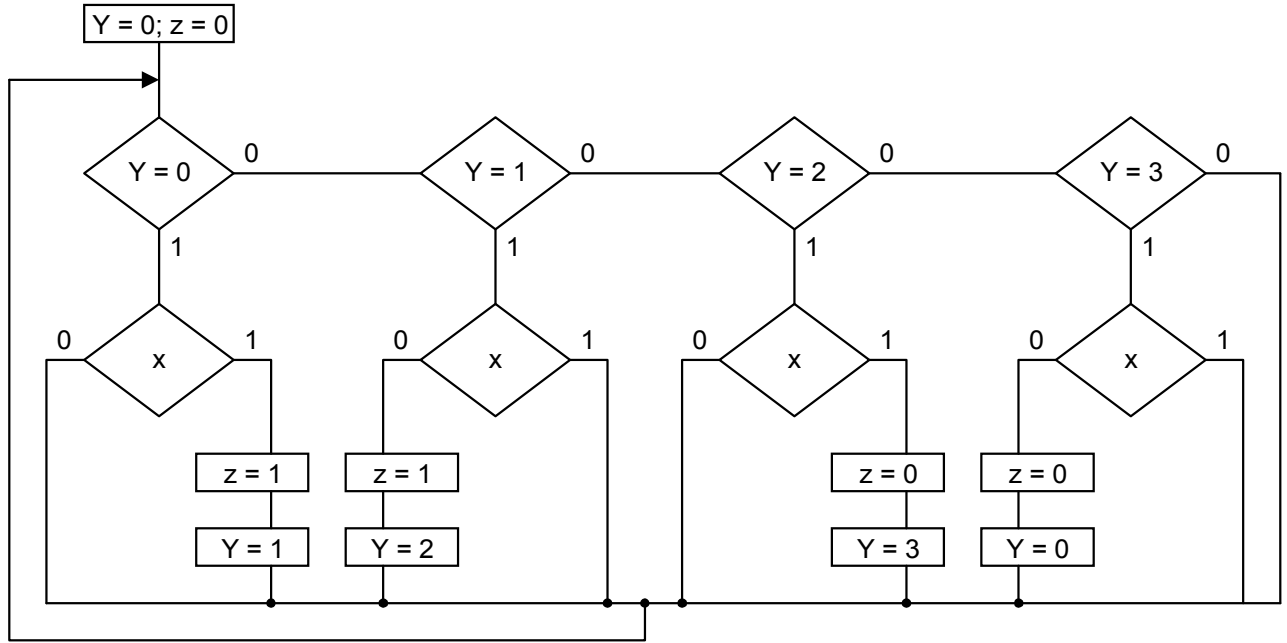 Y = 0; z = 0
Y = 0 0 Y = 1 0 Y = 2 0 Y = 3 0
1 1 1 1
0 x 1 0 x 1 0 x 1 0 x 1
z = 1 z = 1 z = 0 z = 0
Y = 1 Y = 2 Y = 3 Y = 0